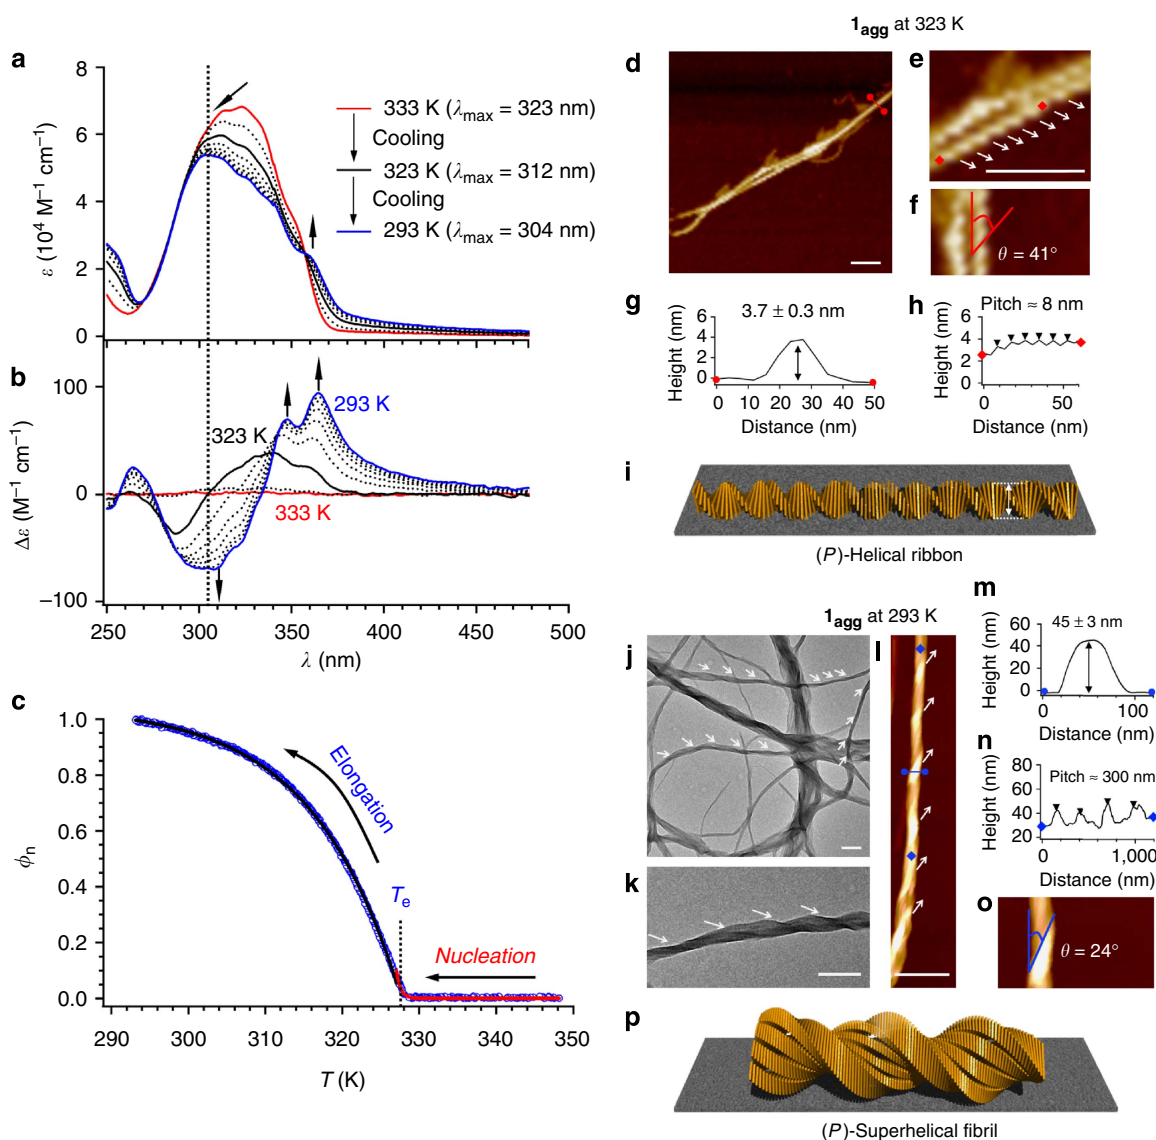 1agg at 323 K
a
8
6
4
2
0
ε (10⁴ M⁻¹ cm⁻¹)
333 K (λmax = 323 nm)
Cooling
323 K (λmax = 312 nm)
Cooling
293 K (λmax = 304 nm)
b
100
0
−100
Δε (M⁻¹ cm⁻¹)
293 K
323 K
333 K
250 300 350 400 450 500
λ (nm)
c
1.0
0.8
0.6
0.4
0.2
0.0
ϕn
Elongation
Te
Nucleation
290 300 310 320 330 340 350
T (K)
d
e
f
θ = 41°
g
3.7 ± 0.3 nm
Height (nm)
6
4
2
0
0 10 20 30 40 50
Distance (nm)
h
Pitch ≈ 8 nm
Height (nm)
6
4
2
0
0 50
Distance (nm)
i
(P)-Helical ribbon
1agg at 293 K
j
k
l
m
45 ± 3 nm
Height (nm)
60
40
20
0
0 100
Distance (nm)
n
Pitch ≈ 300 nm
Height (nm)
80
60
40
20
0 1,000
Distance (nm)
o
θ = 24°
p
(P)-Superhelical fibril